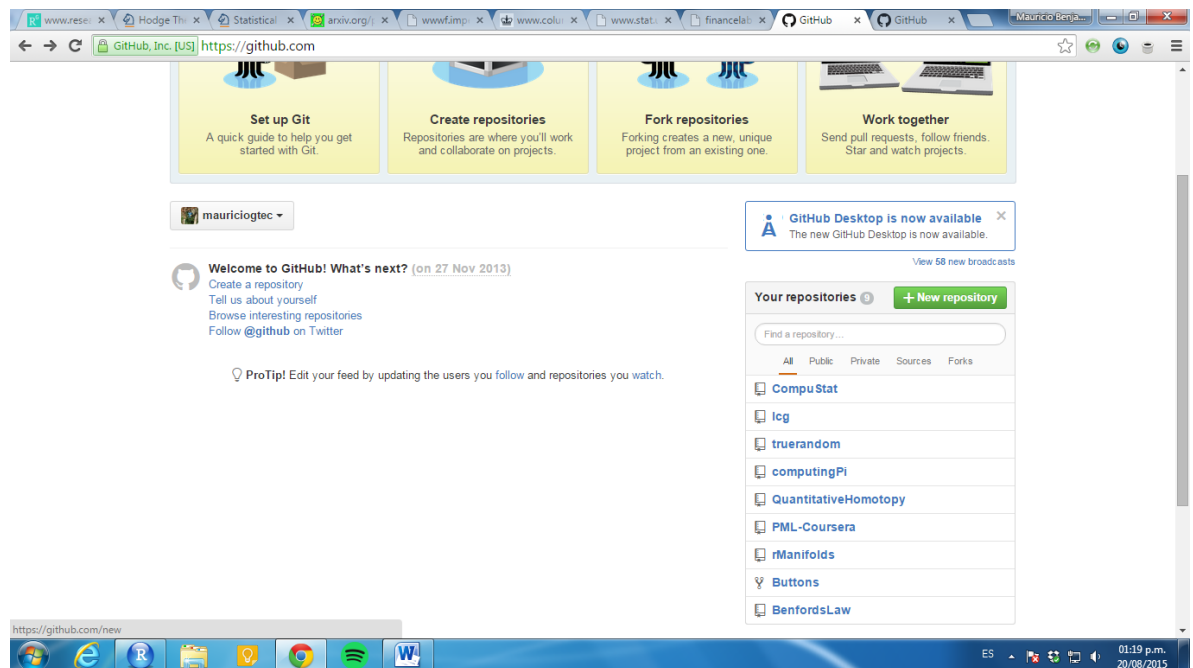 www.rese
Hodge The
Statistical
arxiv.org/p
wwwf.imp
www.colu
www.stat.
financelab
GitHub
GitHub
Mauricio Benja...
GitHub, Inc. [US] https://github.com
Set up Git
A quick guide to help you get
started with Git.
Create repositories
Repositories are where you'll work
and collaborate on projects.
Fork repositories
Forking creates a new, unique
project from an existing one.
Work together
Send pull requests, follow friends.
Star and watch projects.
mauriciogtec
GitHub Desktop is now available
The new GitHub Desktop is now available.
View 58 new broadcasts
Welcome to GitHub! What's next? (on 27 Nov 2013)
Create a repository
Tell us about yourself
Browse interesting repositories
Follow @github on Twitter
ProTip! Edit your feed by updating the users you follow and repositories you watch.
Your repositories 9 + New repository
Find a repository...
All Public Private Sources Forks
CompuStat
lcg
truerandom
computingPi
QuantitativeHomotopy
PML-Coursera
rManifolds
Buttons
BenfordsLaw
https://github.com/new
ES 01:19 p.m.
20/08/2015